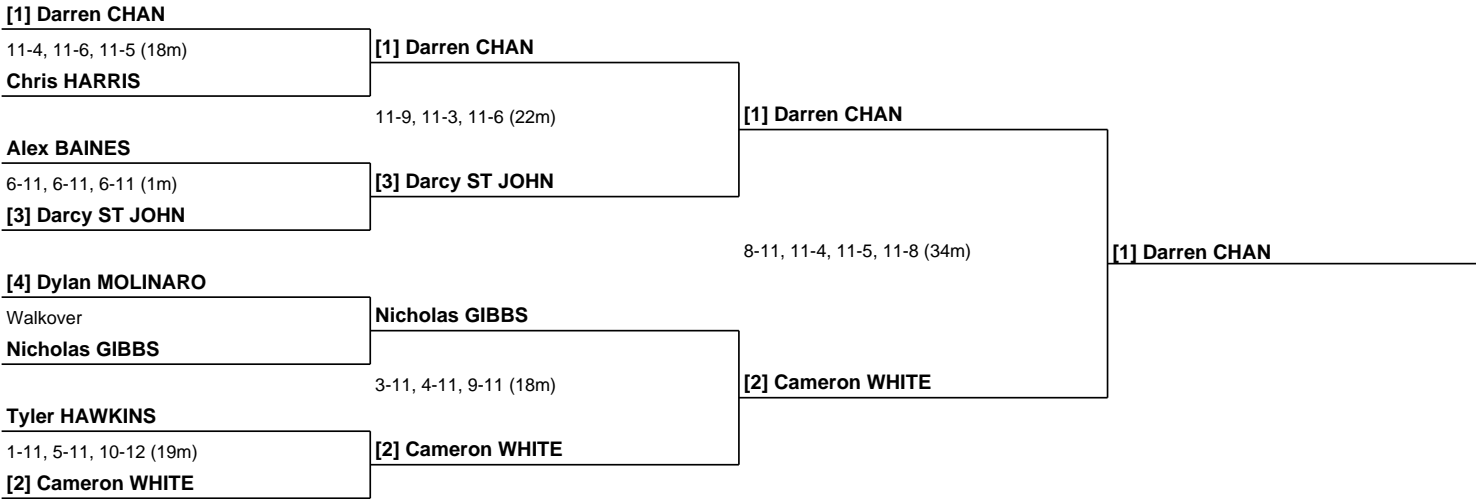 [1] Darren CHAN
11-4, 11-6, 11-5 (18m)
[1] Darren CHAN
Chris HARRIS
11-9, 11-3, 11-6 (22m)
[1] Darren CHAN
Alex BAINES
6-11, 6-11, 6-11 (1m)
[3] Darcy ST JOHN
[3] Darcy ST JOHN
8-11, 11-4, 11-5, 11-8 (34m)
[1] Darren CHAN
[4] Dylan MOLINARO
Walkover
Nicholas GIBBS
Nicholas GIBBS
3-11, 4-11, 9-11 (18m)
[2] Cameron WHITE
Tyler HAWKINS
1-11, 5-11, 10-12 (19m)
[2] Cameron WHITE
[2] Cameron WHITE